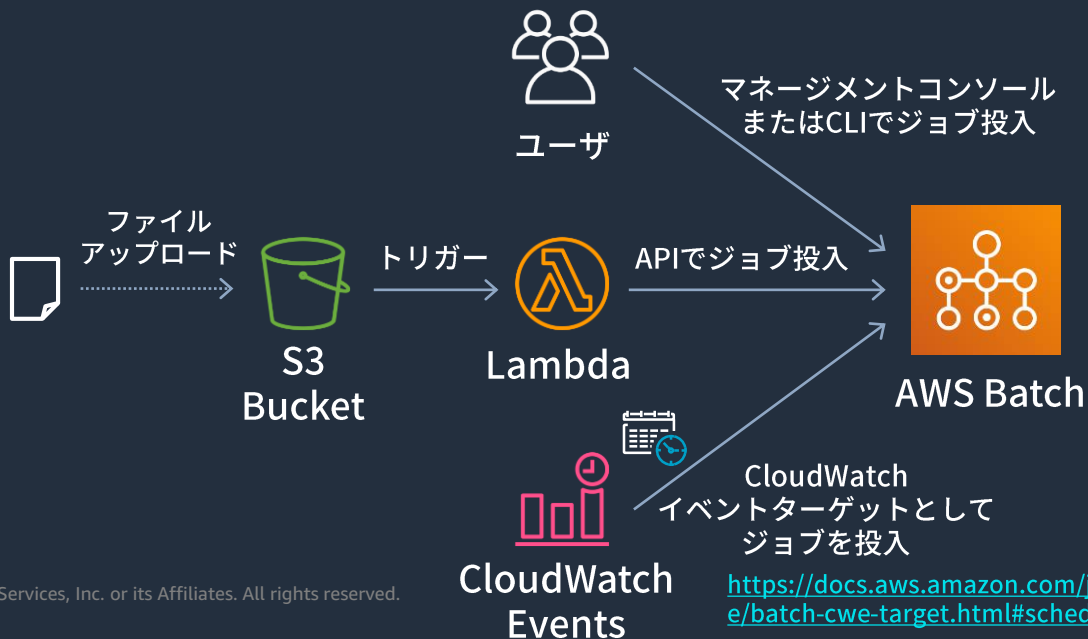 ユーザ
マネージメントコンソール
またはCLIでジョブ投入
ファイル
アップロード
トリガー
APIでジョブ投入
S3
Bucket
Lambda
AWS Batch
CloudWatch
イベントターゲットとして
ジョブを投入
CloudWatch
Events
Services, Inc. or its Affiliates. All rights reserved.
https://docs.aws.amazon.com/j
e/batch-cwe-target.html#sched